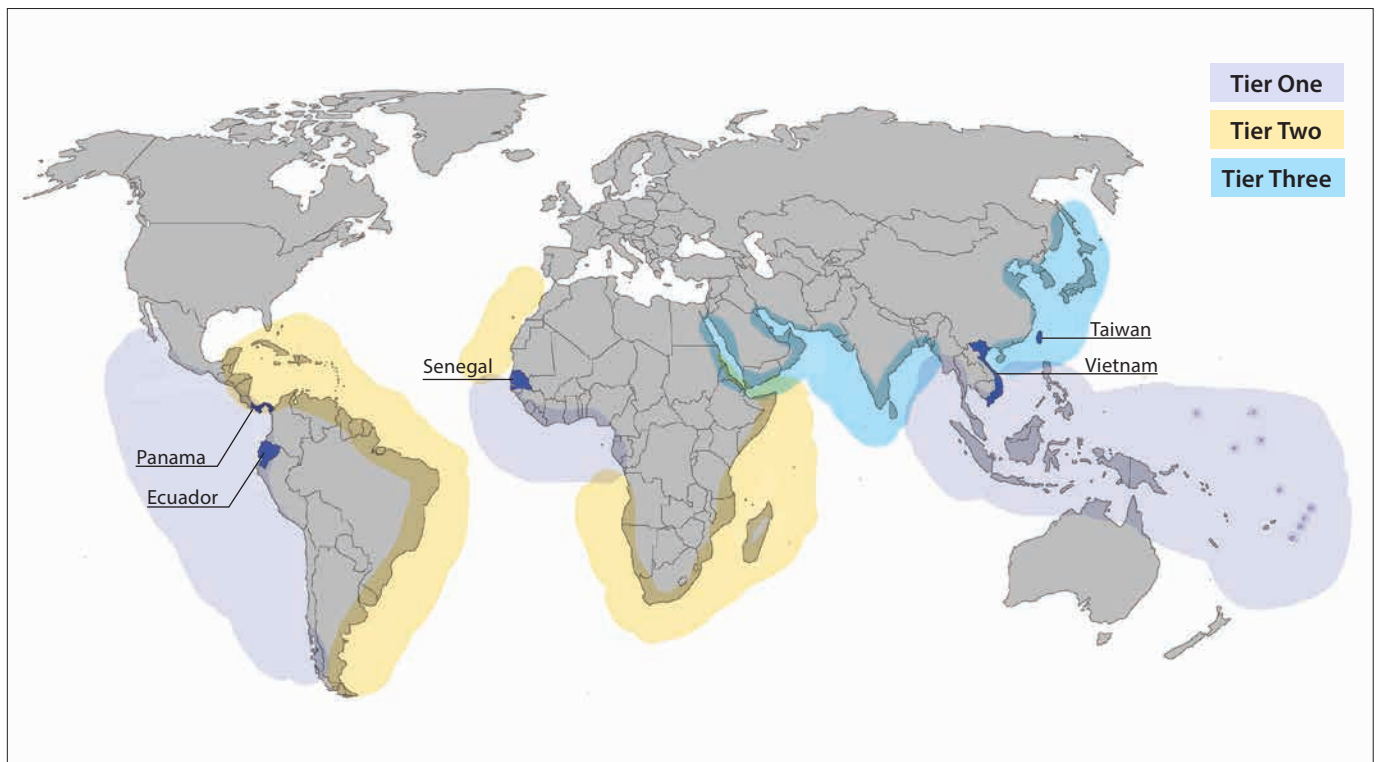 Tier One
Tier Two
Tier Three
Taiwan
Senegal
Vietnam
Panama
Ecuador